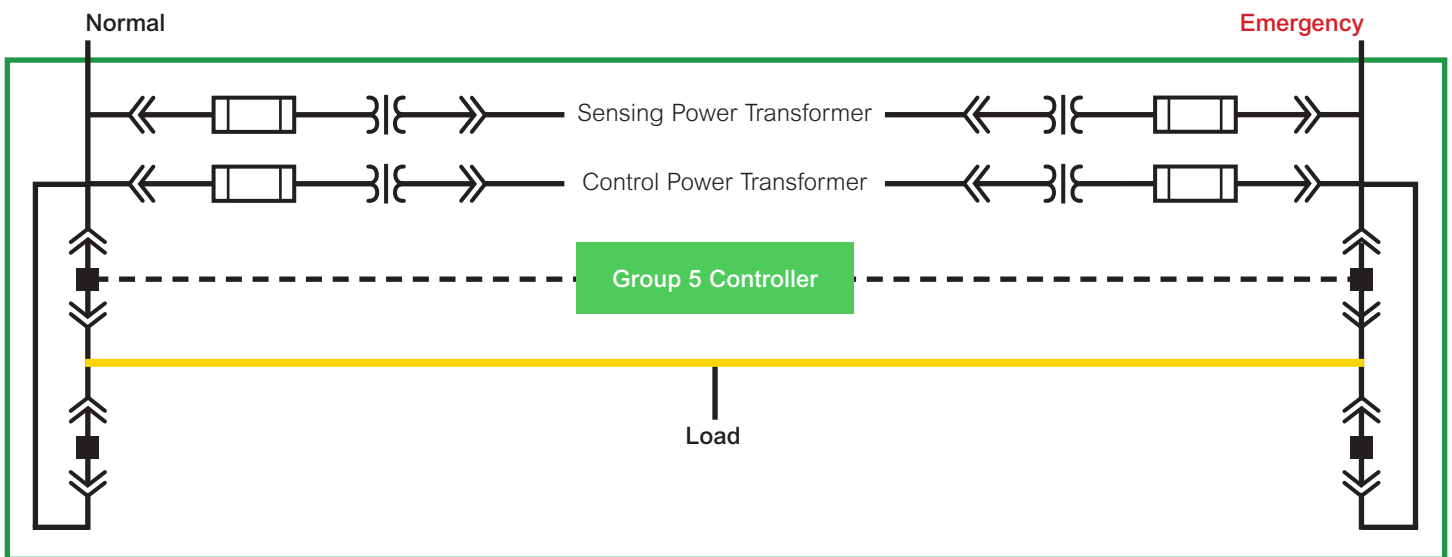 Normal
Emergency
Sensing Power Transformer
Control Power Transformer
Group 5 Controller
Load